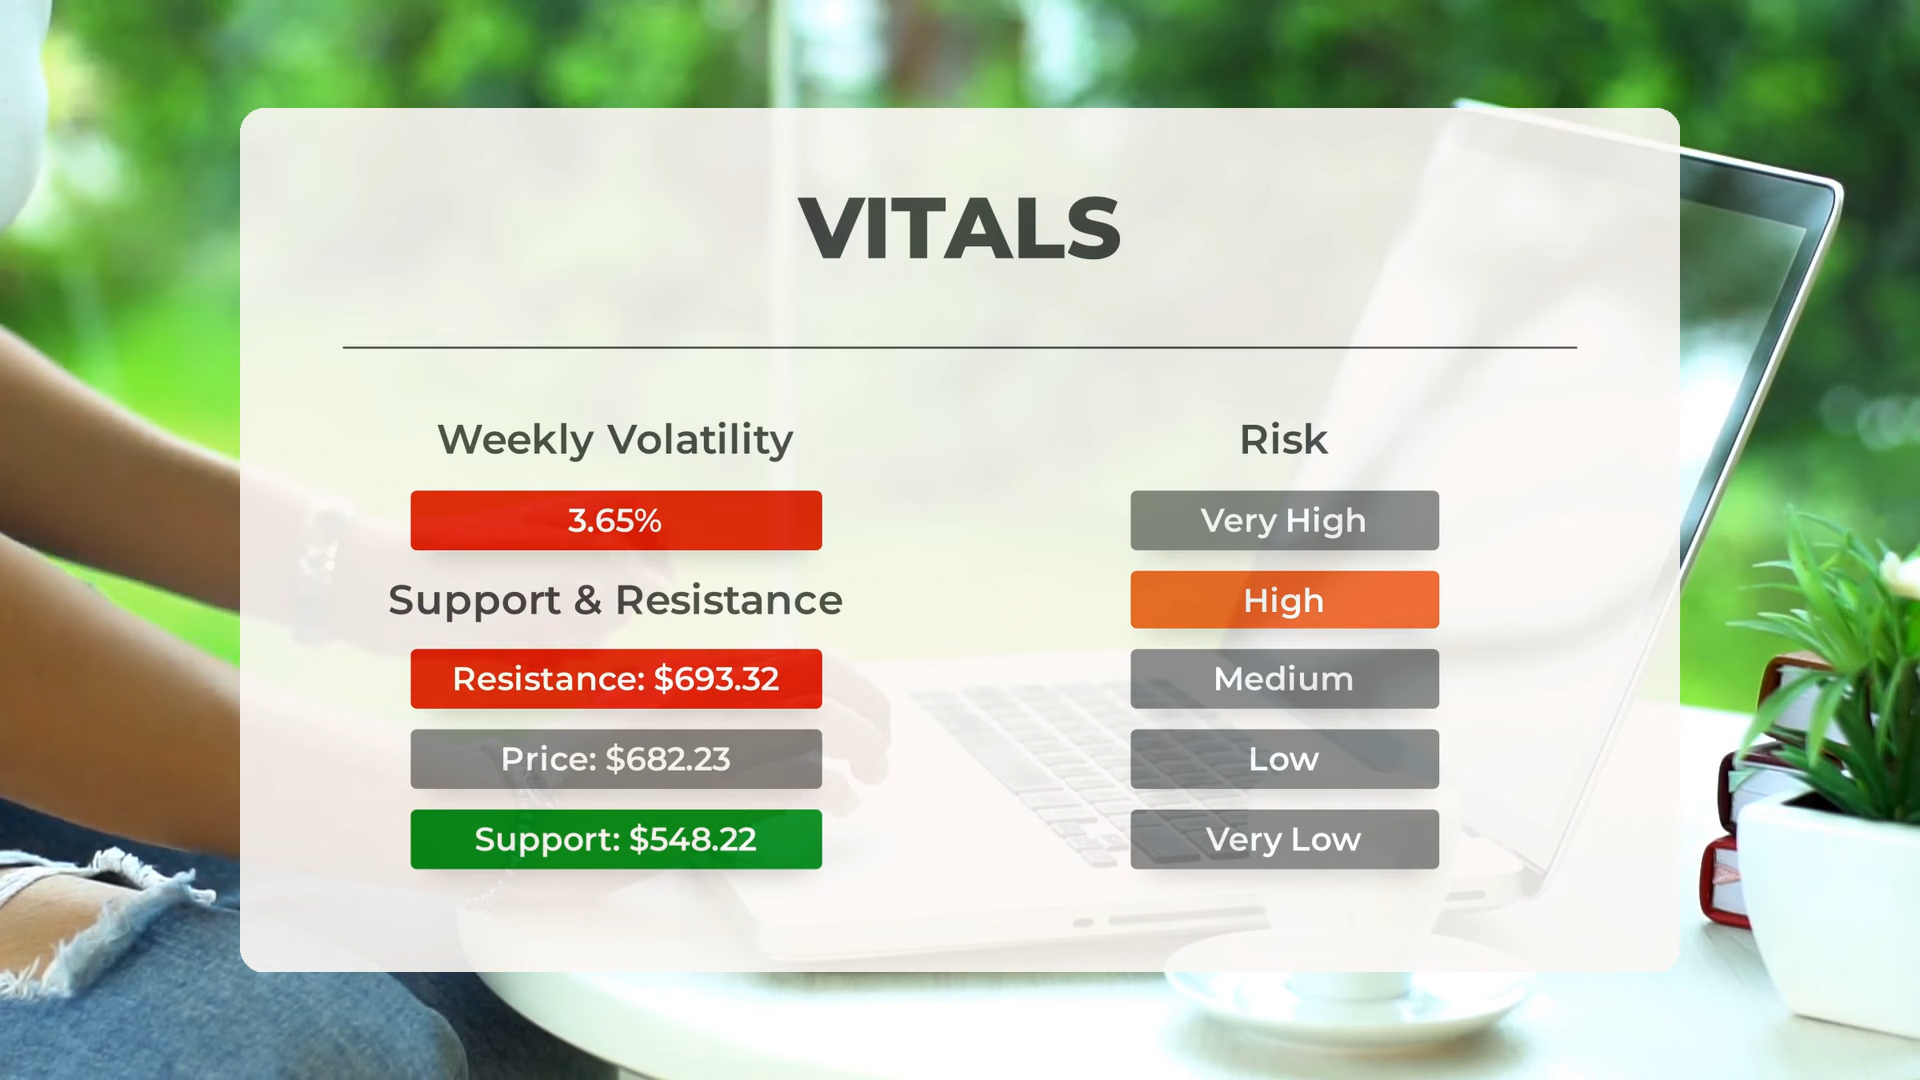 VITALS
Weekly Volatility
3.65%
Support & Resistance
Resistance: $693.32
Price: $682.23
Support: $548.22
Risk
Very High
High
Medium
Low
Very Low